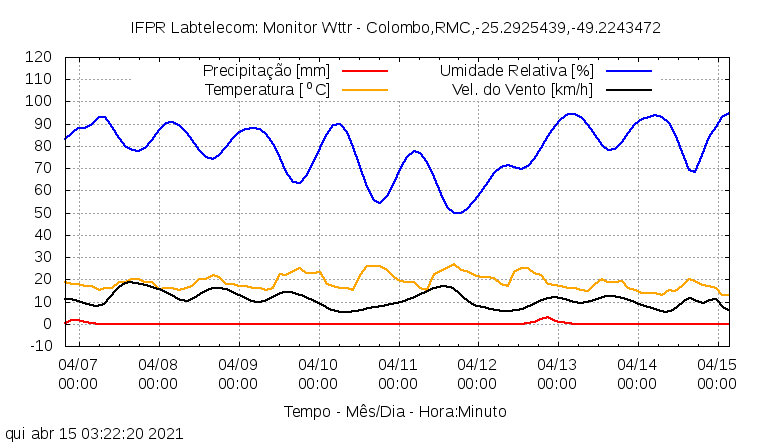 IFPR Labtelecom: Monitor Wttr - Colombo,RMC,-25.2925439,-49.2243472
Precipitação [mm] Umidade Relativa [%]
Temperatura [ ⁰C] Vel. do Vento [km/h]
120
110
100
90
80
70
60
50
40
30
20
10
0
-10
04/07 04/08 04/09 04/10 04/11 04/12 04/13 04/14 04/15
00:00 00:00 00:00 00:00 00:00 00:00 00:00 00:00 00:00
Tempo - Mês/Dia - Hora:Minuto
qui abr 15 03:22:20 2021